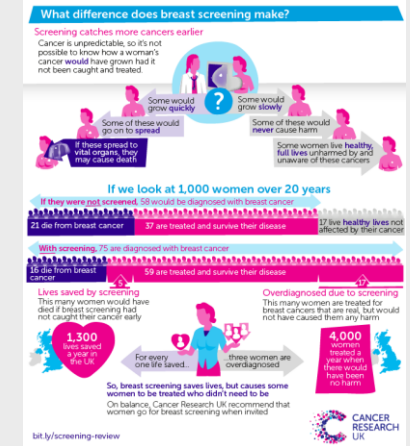 What difference does breast screening make?
Screening catches more cancers earlier
Cancer is unpredictable, so it's not
possible to know how a woman's
cancer would have grown had it
not been caught and treated.
?
Some would
grow quickly
Some would
grow slowly
Some of these would
go on to spread
Some of these would
never cause harm
If these spread to
vital organs, they
may cause death
Some women live healthy,
full lives unharmed by and
unaware of these cancers
If we look at 1,000 women over 20 years
If they were not screened, 58 would be diagnosed with breast cancer
21 die from breast cancer
37 are treated and survive their disease
17 live healthy lives not
affected by their cancer
With screening, 75 are diagnosed with breast cancer
16 die from breast
cancer
59 are treated and survive their disease
5
17
Lives saved by screening
This many women would have
died if breast screening had
not caught their cancer early
Overdiagnosed due to screening
This many women are treated for
breast cancers that are real, but would
not have caused them any harm
1,300
lives saved
a year in
the UK
For every
one life saved...
...three women are
overdiagnosed
4,000
women
treated a
year when
there would
have been
no harm
So, breast screening saves lives, but causes some
women to be treated who didn't need to be
On balance, Cancer Research UK recommend that
women go for breast screening when invited
bit.ly/screening-review
CANCER
RESEARCH
UK